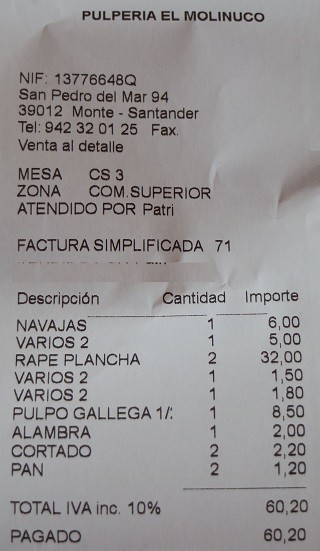 PULPERIA EL MOLINUCO
NIF: 13776648Q
San Pedro del Mar 94
39012 Monte - Santander
Tel: 942 32 01 25 Fax.
Venta al detalle
MESA CS 3
ZONA COM.SUPERIOR
ATENDIDO POR Patri
FACTURA SIMPLIFICADA 71
Descripción Cantidad Importe
NAVAJAS 1 6,00
VARIOS 2 1 5,00
RAPE PLANCHA 2 32,00
VARIOS 2 1 1,50
VARIOS 2 1 1,80
PULPO GALLEGA 1/: 1 8,50
ALAMBRA 1 2,00
CORTADO 2 2,20
PAN 2 1,20
TOTAL IVA inc. 10% 60,20
PAGADO 60,20